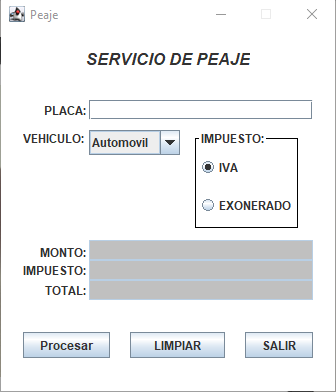 Peaje
SERVICIO DE PEAJE
PLACA:
VEHICULO: Automovil IMPUESTO:
IVA
EXONERADO
MONTO:
IMPUESTO:
TOTAL:
Procesar LIMPIAR SALIR